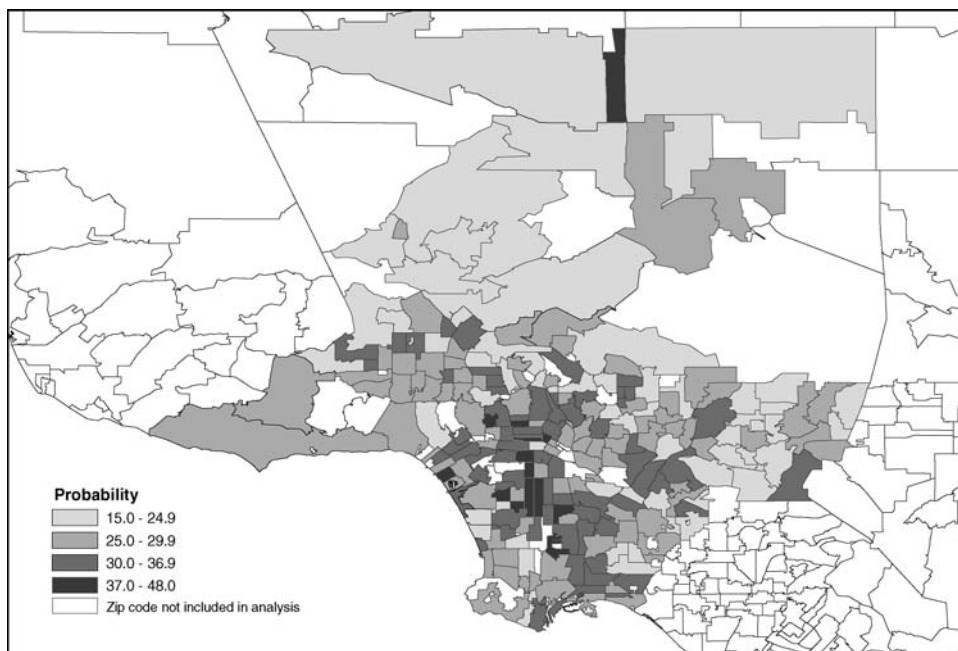 Probability
15.0 - 24.9
25.0 - 29.9
30.0 - 36.9
37.0 - 48.0
Zip code not included in analysis